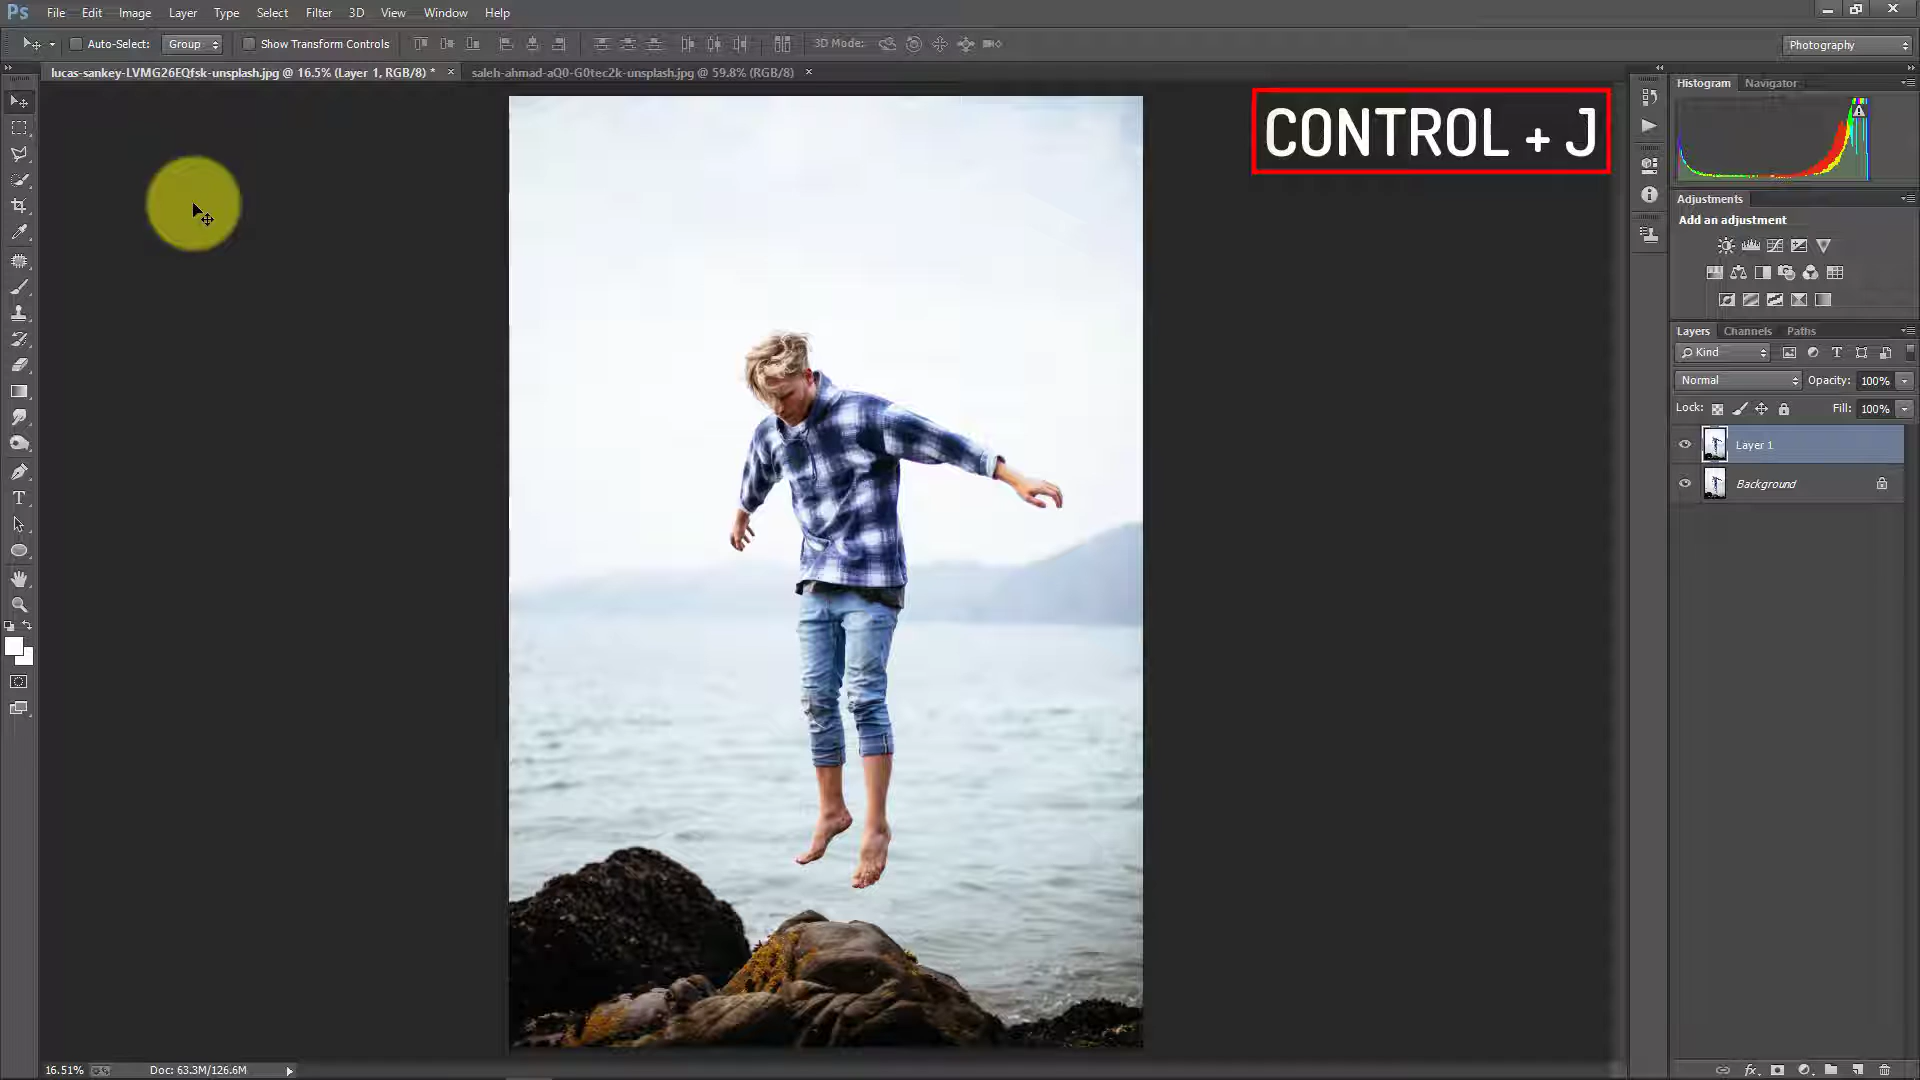 Ps File Edit Image Layer Type Select Filter 3D View Window Help
Auto-Select: Group Show Transform Controls 3D Mode: Photography
lucas-sankey-LVMG26EQfsk-unsplash.jpg @ 16.5% (Layer 1, RGB/8) * × saleh-ahmad-aQ0-G0tec2k-unsplash.jpg @ 59.8% (RGB/8) ×
CONTROL + J
Histogram Navigator
Adjustments
Add an adjustment
Layers Channels Paths
Kind
Normal Opacity: 100%
Lock: Fill: 100%
Layer 1
Background
16.51% Doc: 63.3M/126.6M